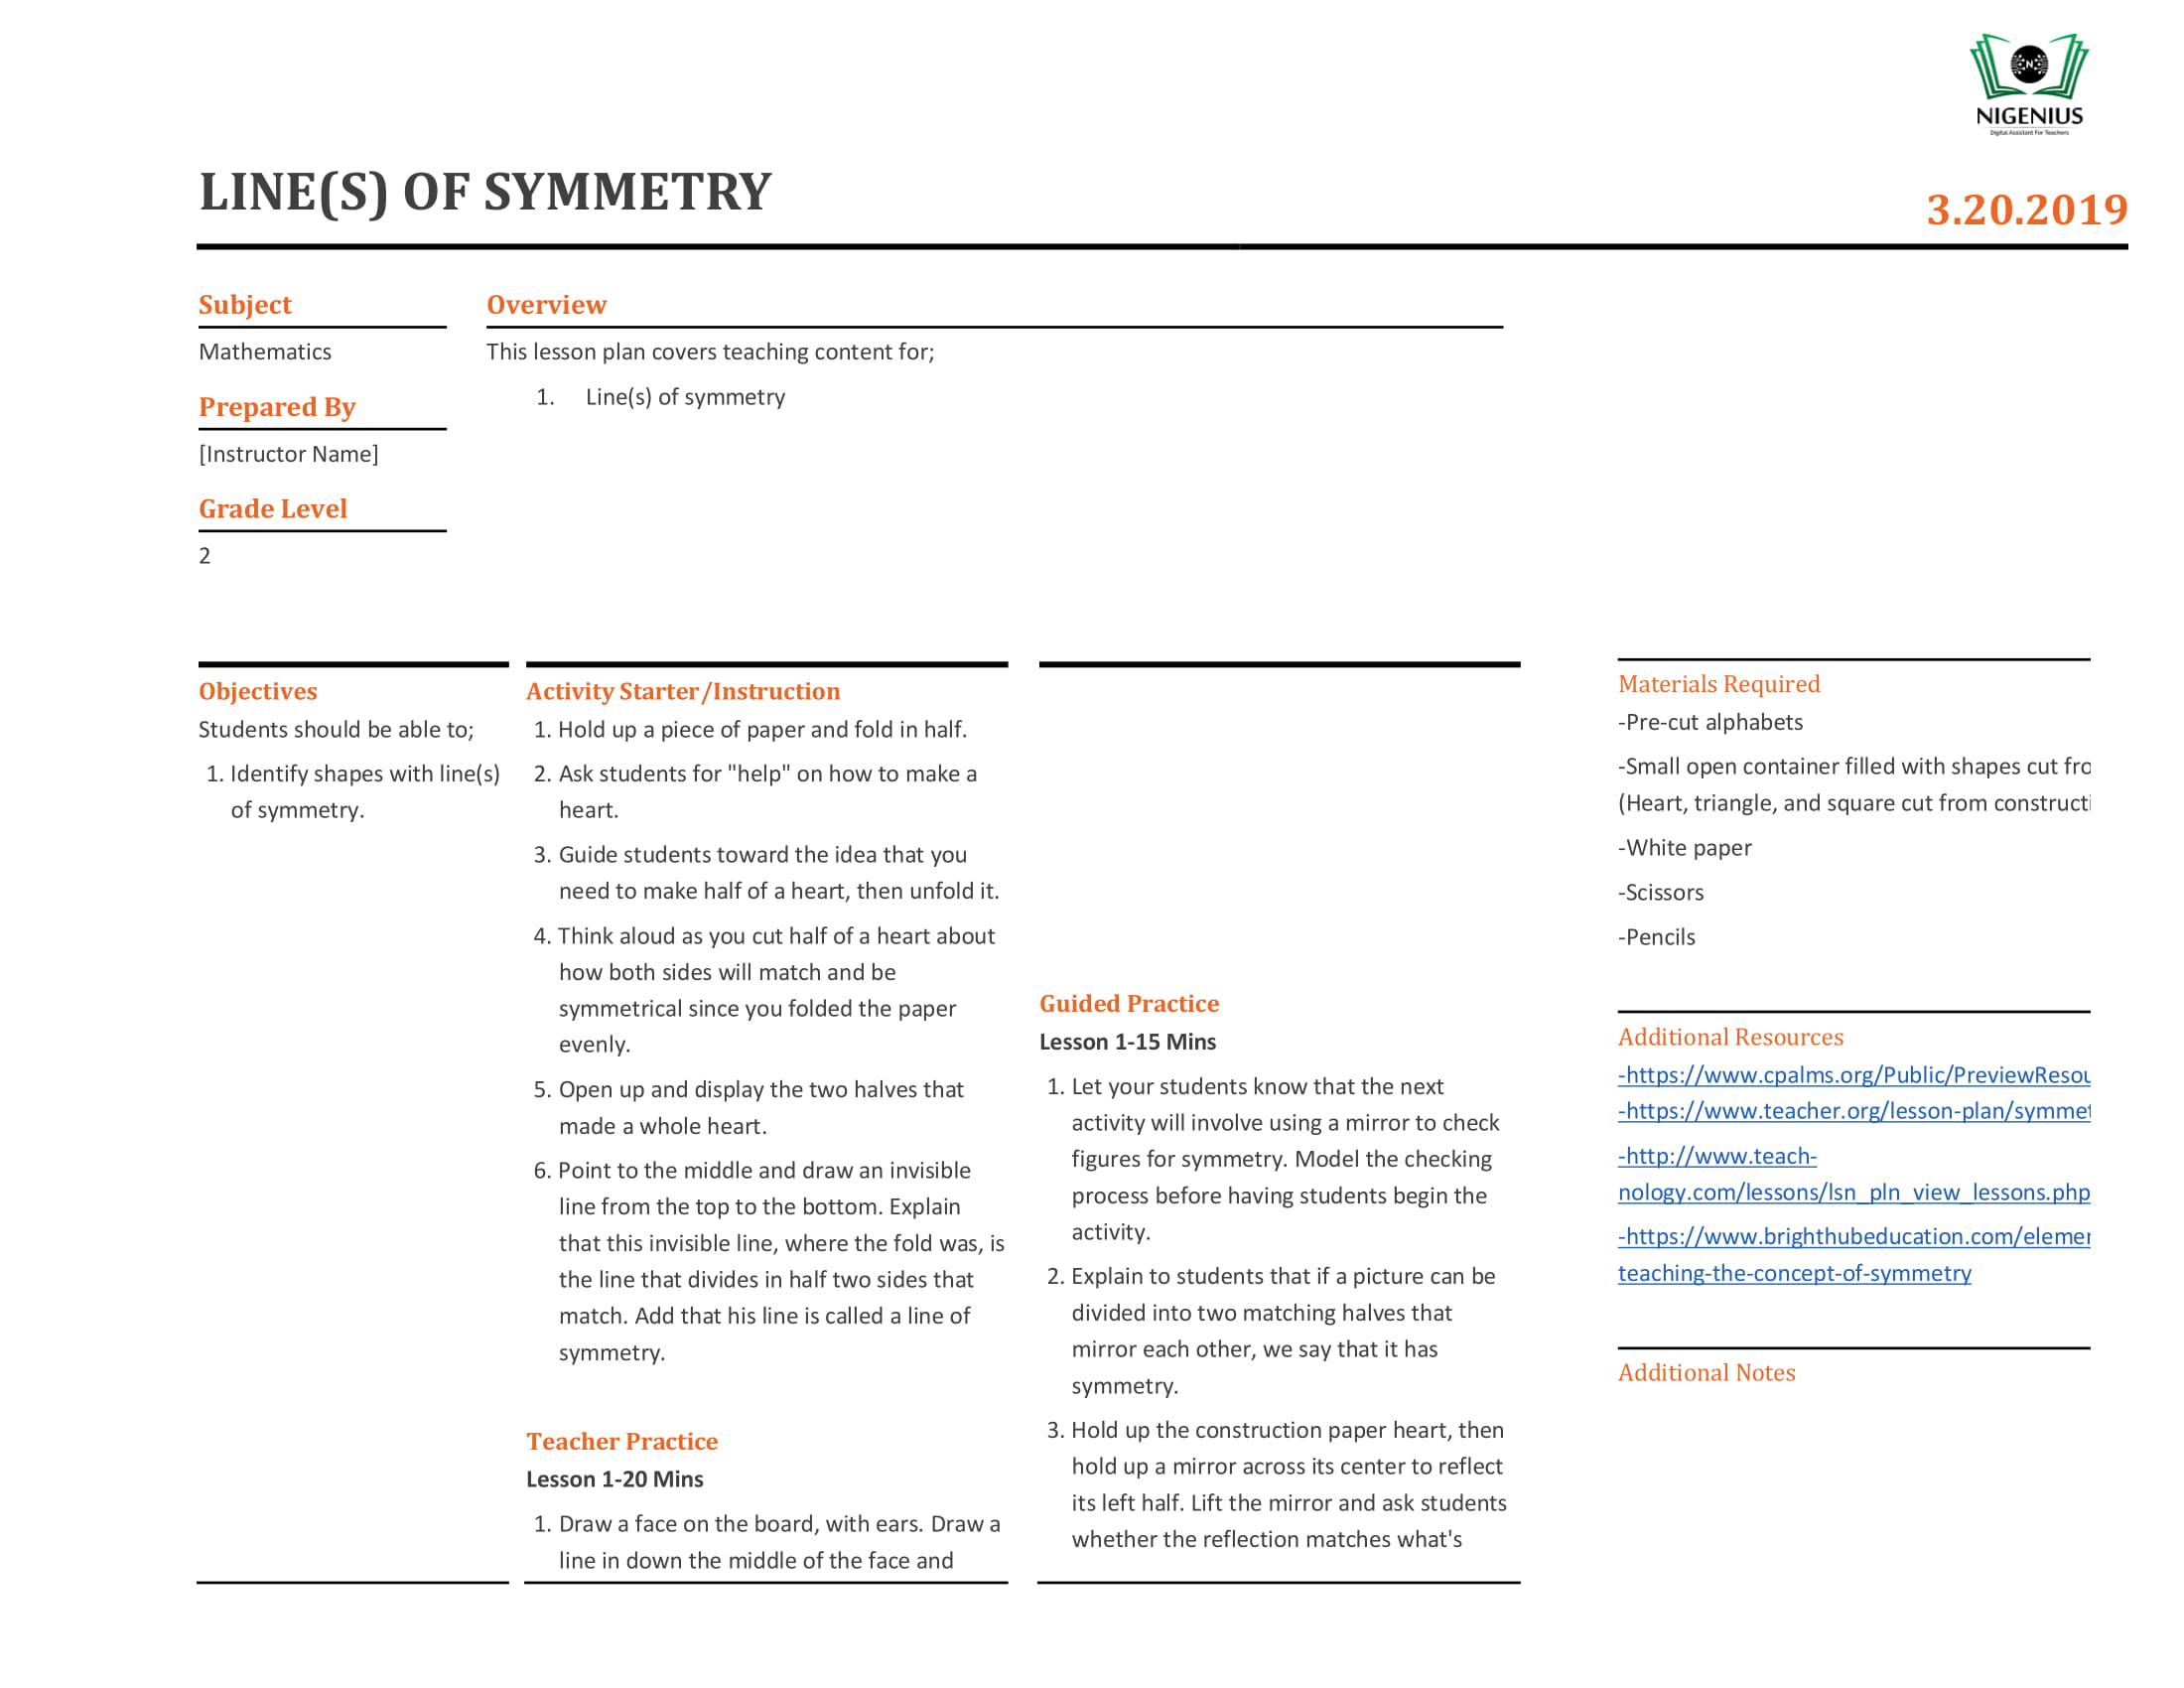 NIGENIUS
Digital Assistant For Teachers
LINE(S) OF SYMMETRY
3.20.2019
Subject
Mathematics
Prepared By
[Instructor Name]
Grade Level
2
Overview
This lesson plan covers teaching content for;
1. Line(s) of symmetry
Objectives
Students should be able to;
1. Identify shapes with line(s)
of symmetry.
Activity Starter/Instruction
1. Hold up a piece of paper and fold in half.
2. Ask students for "help" on how to make a
heart.
3. Guide students toward the idea that you
need to make half of a heart, then unfold it.
4. Think aloud as you cut half of a heart about
how both sides will match and be
symmetrical since you folded the paper
evenly.
5. Open up and display the two halves that
made a whole heart.
6. Point to the middle and draw an invisible
line from the top to the bottom. Explain
that this invisible line, where the fold was, is
the line that divides in half two sides that
match. Add that his line is called a line of
symmetry.
Teacher Practice
Lesson 1-20 Mins
1. Draw a face on the board, with ears. Draw a
line in down the middle of the face and
Guided Practice
Lesson 1-15 Mins
1. Let your students know that the next
activity will involve using a mirror to check
figures for symmetry. Model the checking
process before having students begin the
activity.
2. Explain to students that if a picture can be
divided into two matching halves that
mirror each other, we say that it has
symmetry.
3. Hold up the construction paper heart, then
hold up a mirror across its center to reflect
its left half. Lift the mirror and ask students
whether the reflection matches what's
Materials Required
-Pre-cut alphabets
-Small open container filled with shapes cut fro
(Heart, triangle, and square cut from constructi
-White paper
-Scissors
-Pencils
Additional Resources
-https://www.cpalms.org/Public/PreviewResou
-https://www.teacher.org/lesson-plan/symmet
-http://www.teach-
nology.com/lessons/lsn_pln_view_lessons.php
-https://www.brighthubeducation.com/elemen
teaching-the-concept-of-symmetry
Additional Notes